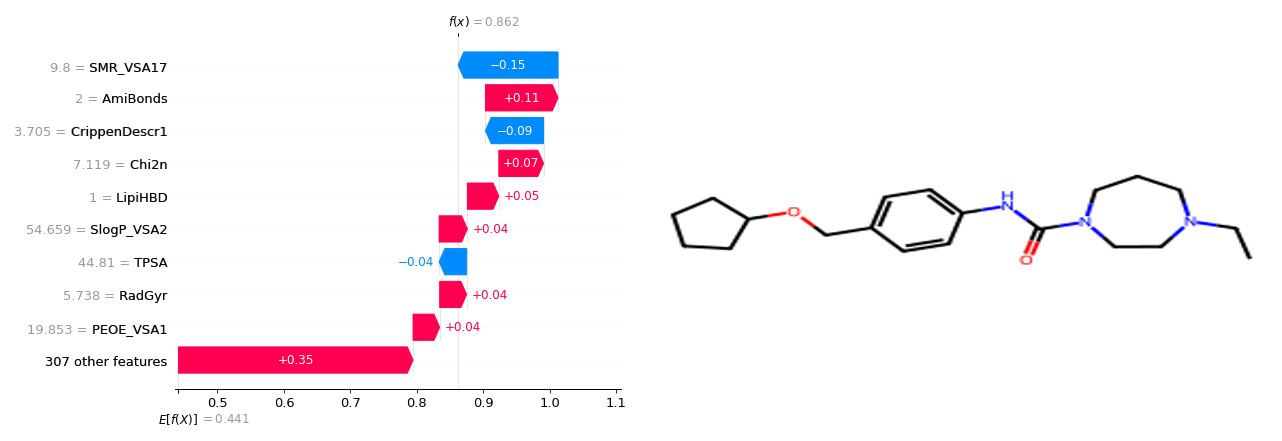 f(x) = 0.862
9.8 = SMR_VSA17
−0.15
2 = AmiBonds
+0.11
3.705 = CrippenDescr1
−0.09
7.119 = Chi2n
+0.07
1 = LipiHBD
+0.05
54.659 = SlogP_VSA2
+0.04
44.81 = TPSA
−0.04
5.738 = RadGyr
+0.04
19.853 = PEOE_VSA1
+0.04
307 other features
+0.35
0.5 0.6 0.7 0.8 0.9 1.0 1.1
E[f(X)] = 0.441
H
N
O
O
N
N